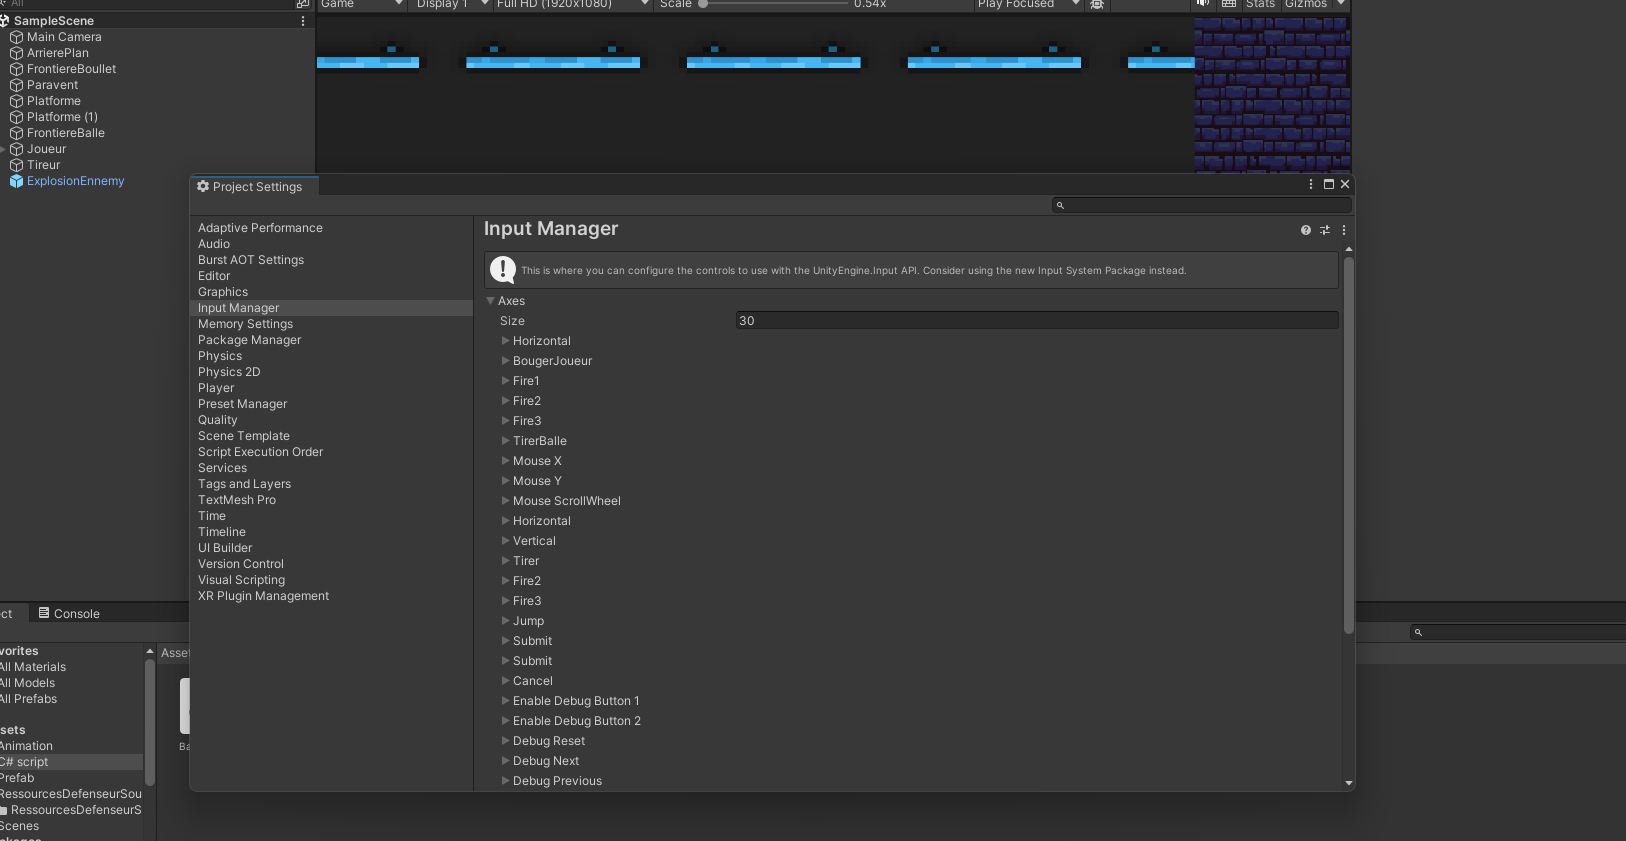 All
Game
Display 1
Full HD (1920x1080)
Scale
0.54x
Play Focused
Stats
Gizmos
SampleScene
Main Camera
ArrierePlan
FrontiereBoullet
Paravent
Platforme
Platforme (1)
FrontiereBalle
Joueur
Tireur
ExplosionEnnemy
Project Settings
Adaptive Performance
Audio
Burst AOT Settings
Editor
Graphics
Input Manager
Memory Settings
Package Manager
Physics
Physics 2D
Player
Preset Manager
Quality
Scene Template
Script Execution Order
Services
Tags and Layers
TextMesh Pro
Time
Timeline
UI Builder
Version Control
Visual Scripting
XR Plugin Management
Input Manager
This is where you can configure the controls to use with the UnityEngine.Input API. Consider using the new Input System Package instead.
Axes
Size 30
Horizontal
BougerJoueur
Fire1
Fire2
Fire3
TirerBalle
Mouse X
Mouse Y
Mouse ScrollWheel
Horizontal
Vertical
Tirer
Fire2
Fire3
Jump
Submit
Submit
Cancel
Enable Debug Button 1
Enable Debug Button 2
Debug Reset
Debug Next
Debug Previous
ect
Console
vorites
All Materials
All Models
All Prefabs
sets
Animation
C# script
Prefab
RessourcesDefenseurSou
RessourcesDefenseurS
Scenes
Asset
Ba